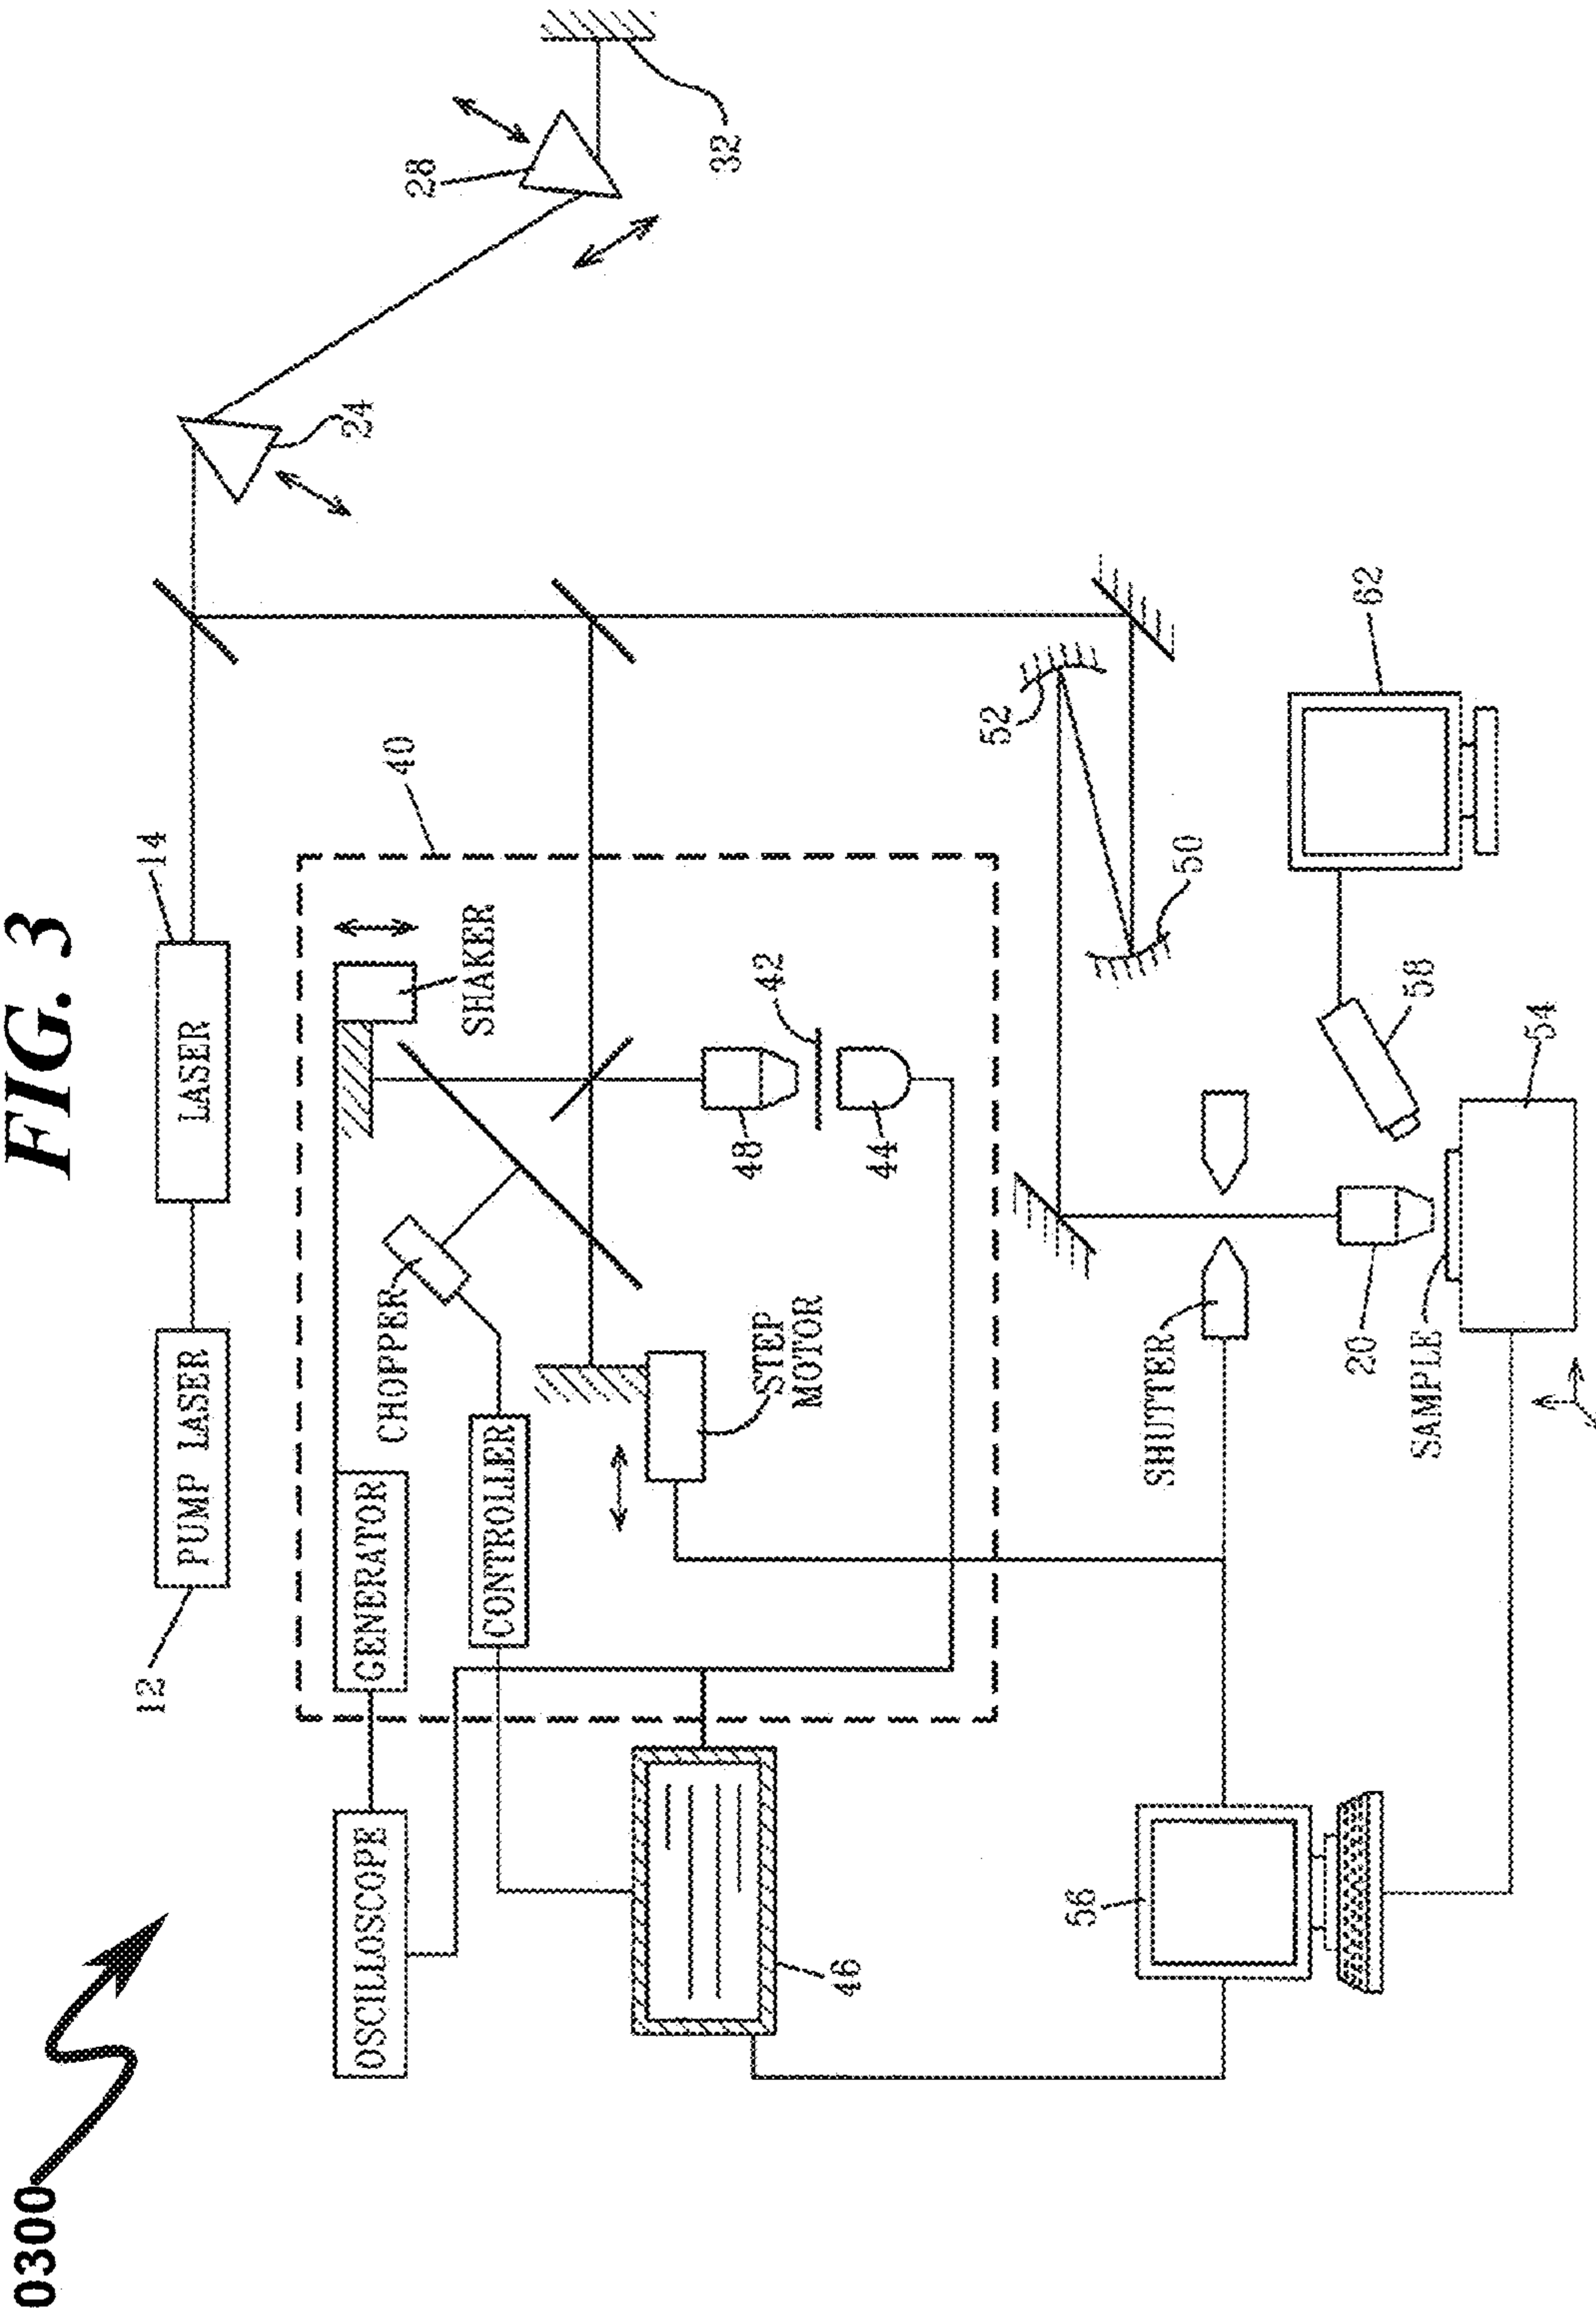 FIG. 3
0300
12
PUMP LASER
LASER
14
24
28
32
40
OSCILLOSCOPE
GENERATOR
CONTROLLER
CHOPPER
SHAKER
STEP
MOTOR
48
42
44
46
52
50
SHUTTER
56
20
SAMPLE
58
54
62